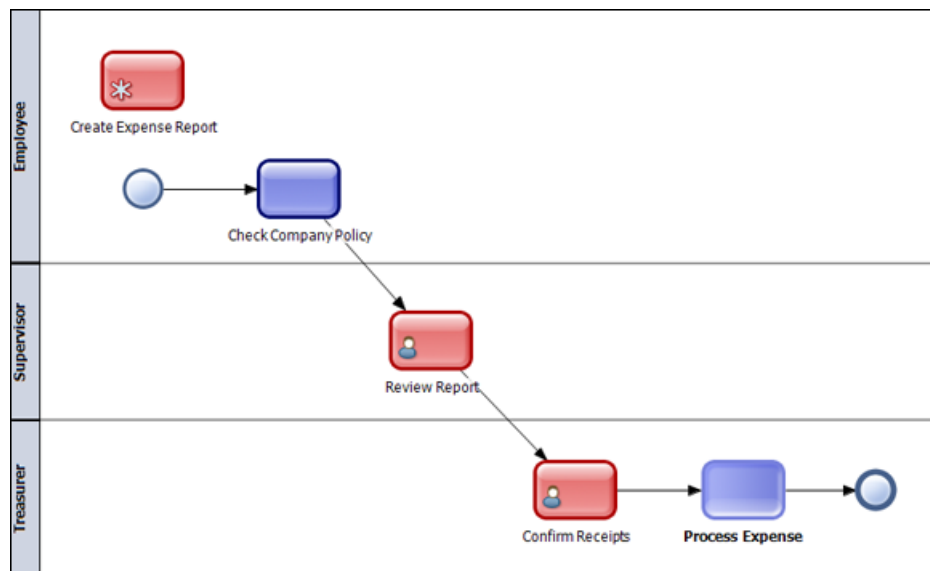 Employee
Create Expense Report
Check Company Policy
Supervisor
Review Report
Treasurer
Confirm Receipts
Process Expense